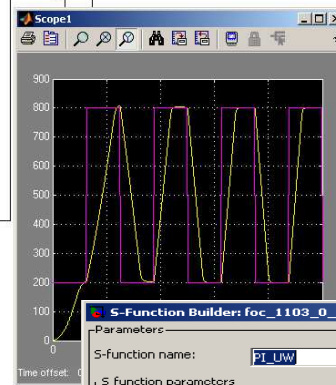 Scope1
900
800
700
600
500
400
300
200
100
0
0
Time offset: 0
S-Function Builder: foc_1103_0_
Parameters
S-function name: PI_UW
S function parameters